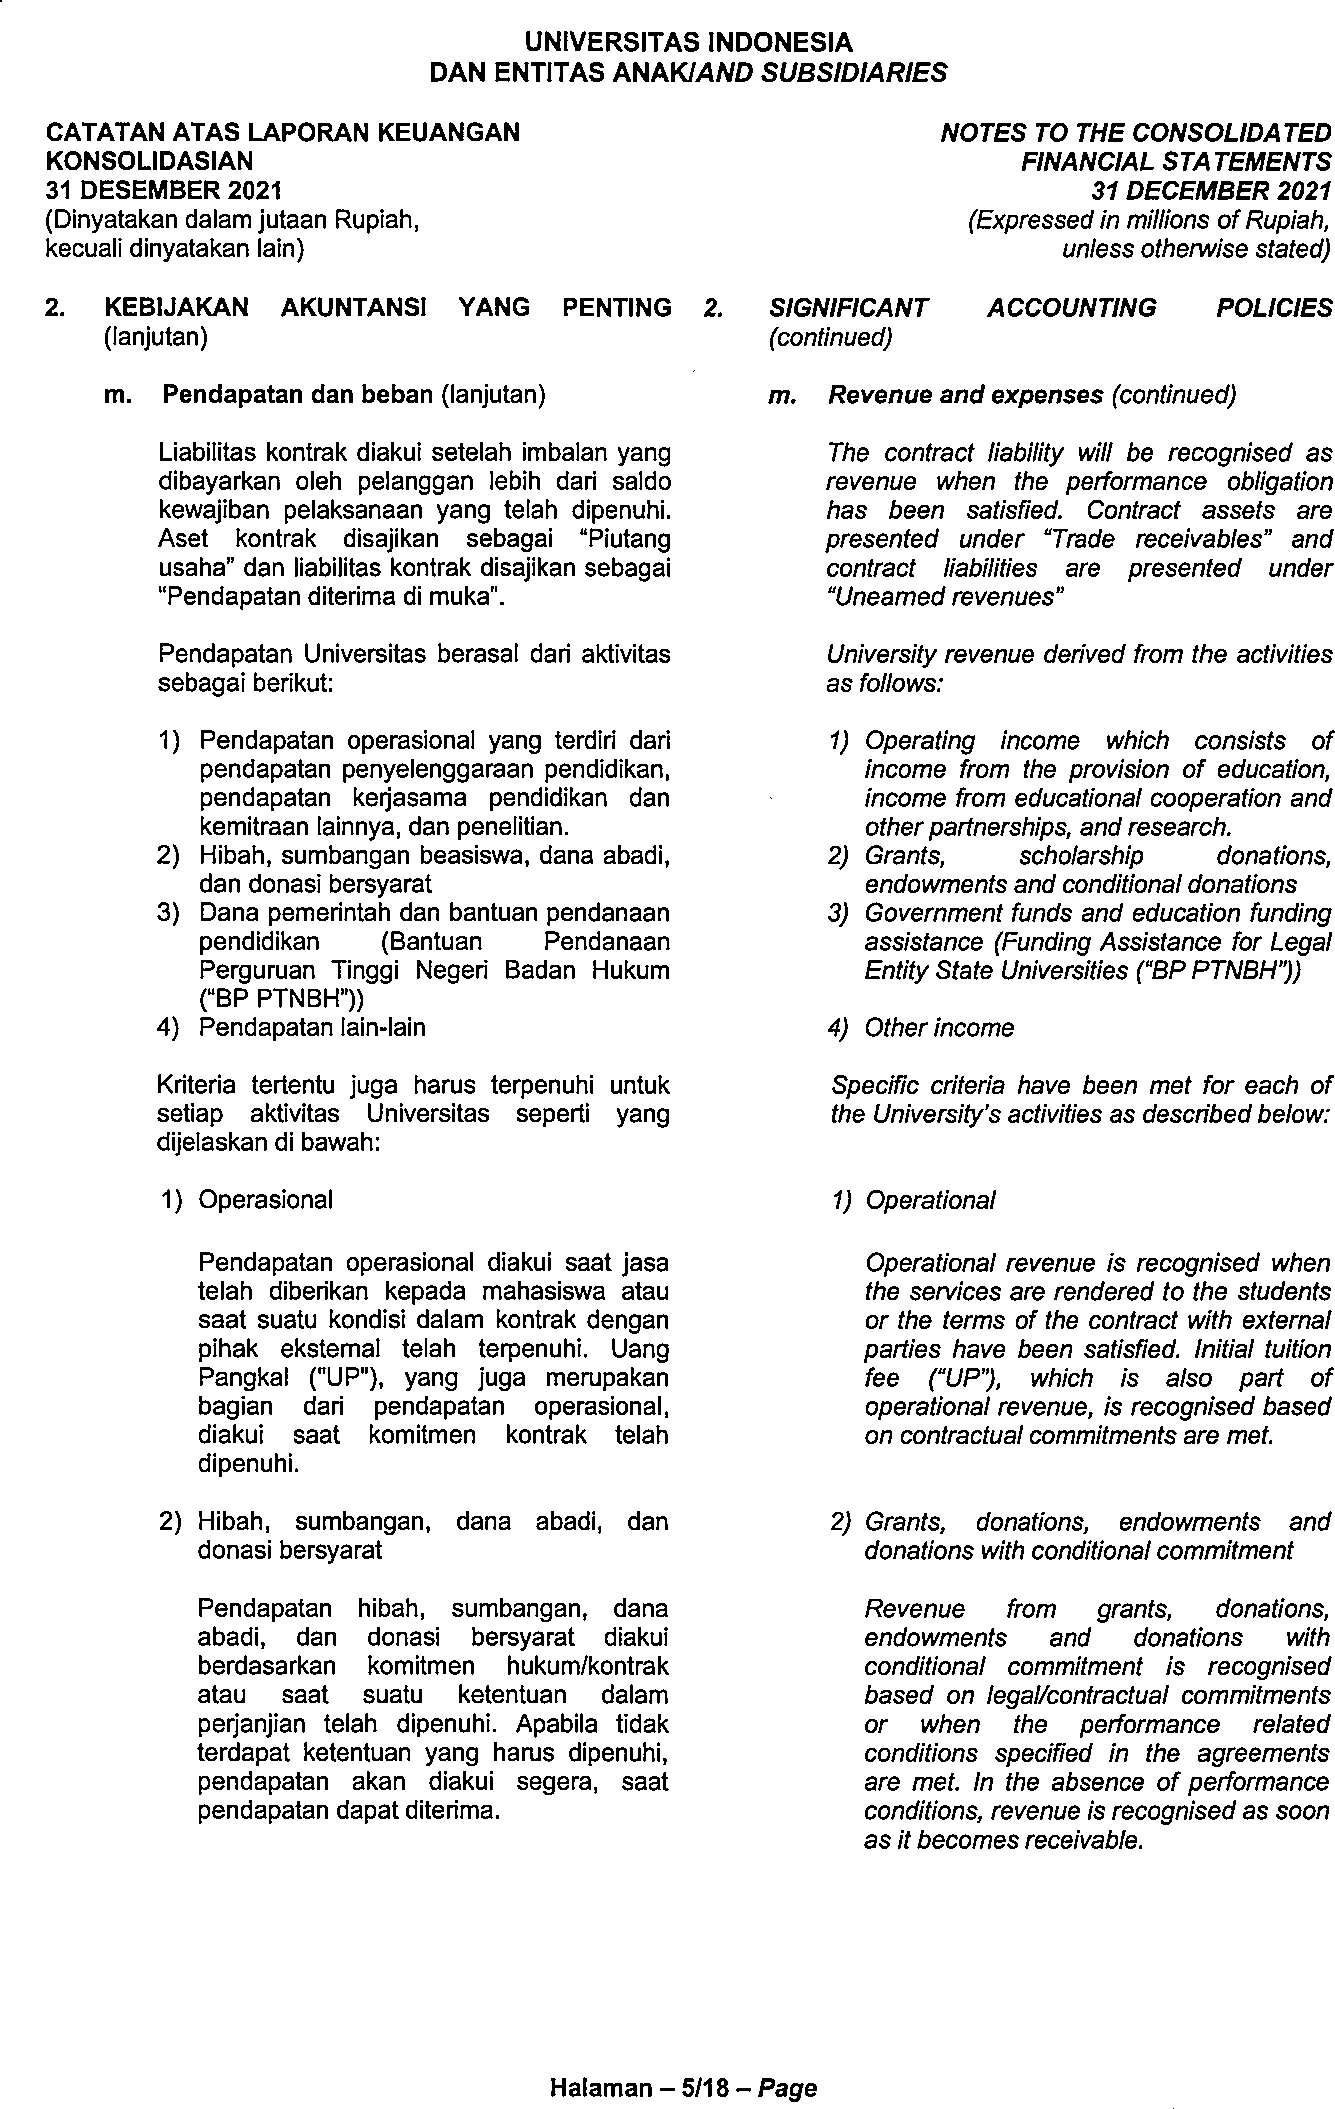 UNIVERSITAS INDONESIA
DAN ENTITAS ANAK/AND SUBSIDIARIES
CATATAN ATAS LAPORAN KEUANGAN
KONSOLIDASIAN
31 DESEMBER 2021
(Dinyatakan dalam jutaan Rupiah,
kecuali dinyatakan lain)
NOTES TO THE CONSOLIDATED
FINANCIAL STATEMENTS
31 DECEMBER 2021
(Expressed in millions of Rupiah,
unless otherwise stated)
2. KEBIJAKAN AKUNTANSI YANG PENTING
(lanjutan)
m. Pendapatan dan beban (lanjutan)
Liabilitas kontrak diakui setelah imbalan yang
dibayarkan oleh pelanggan lebih dari saldo
kewajiban pelaksanaan yang telah dipenuhi.
Aset kontrak disajikan sebagai “Piutang
usaha” dan liabilitas kontrak disajikan sebagai
“Pendapatan diterima di muka”.
Pendapatan Universitas berasal dari aktivitas
sebagai berikut:
1) Pendapatan operasional yang terdiri dari
pendapatan penyelenggaraan pendidikan,
pendapatan kerjasama pendidikan dan
kemitraan lainnya, dan penelitian.
2) Hibah, sumbangan beasiswa, dana abadi,
dan donasi bersyarat
3) Dana pemerintah dan bantuan pendanaan
pendidikan (Bantuan Pendanaan
Perguruan Tinggi Negeri Badan Hukum
(“BP PTNBH”))
4) Pendapatan lain-lain
Kriteria tertentu juga harus terpenuhi untuk
setiap aktivitas Universitas seperti yang
dijelaskan di bawah:
1) Operasional
Pendapatan operasional diakui saat jasa
telah diberikan kepada mahasiswa atau
saat suatu kondisi dalam kontrak dengan
pihak eksternal telah terpenuhi. Uang
Pangkal ("UP"), yang juga merupakan
bagian dari pendapatan operasional,
diakui saat komitmen kontrak telah
dipenuhi.
2) Hibah, sumbangan, dana abadi, dan
donasi bersyarat
Pendapatan hibah, sumbangan, dana
abadi, dan donasi bersyarat diakui
berdasarkan komitmen hukum/kontrak
atau saat suatu ketentuan dalam
perjanjian telah dipenuhi. Apabila tidak
terdapat ketentuan yang harus dipenuhi,
pendapatan akan diakui segera, saat
pendapatan dapat diterima.
2. SIGNIFICANT ACCOUNTING POLICIES
(continued)
m. Revenue and expenses (continued)
The contract liability will be recognised as
revenue when the performance obligation
has been satisfied. Contract assets are
presented under “Trade receivables” and
contract liabilities are presented under
“Unearned revenues”
University revenue derived from the activities
as follows:
1) Operating income which consists of
income from the provision of education,
income from educational cooperation and
other partnerships, and research.
2) Grants, scholarship donations,
endowments and conditional donations
3) Government funds and education funding
assistance (Funding Assistance for Legal
Entity State Universities (“BP PTNBH”))
4) Other income
Specific criteria have been met for each of
the University’s activities as described below:
1) Operational
Operational revenue is recognised when
the services are rendered to the students
or the terms of the contract with external
parties have been satisfied. Initial tuition
fee (“UP”), which is also part of
operational revenue, is recognised based
on contractual commitments are met.
2) Grants, donations, endowments and
donations with conditional commitment
Revenue from grants, donations,
endowments and donations with
conditional commitment is recognised
based on legal/contractual commitments
or when the performance related
conditions specified in the agreements
are met. In the absence of performance
conditions, revenue is recognised as soon
as it becomes receivable.
Halaman – 5/18 – Page